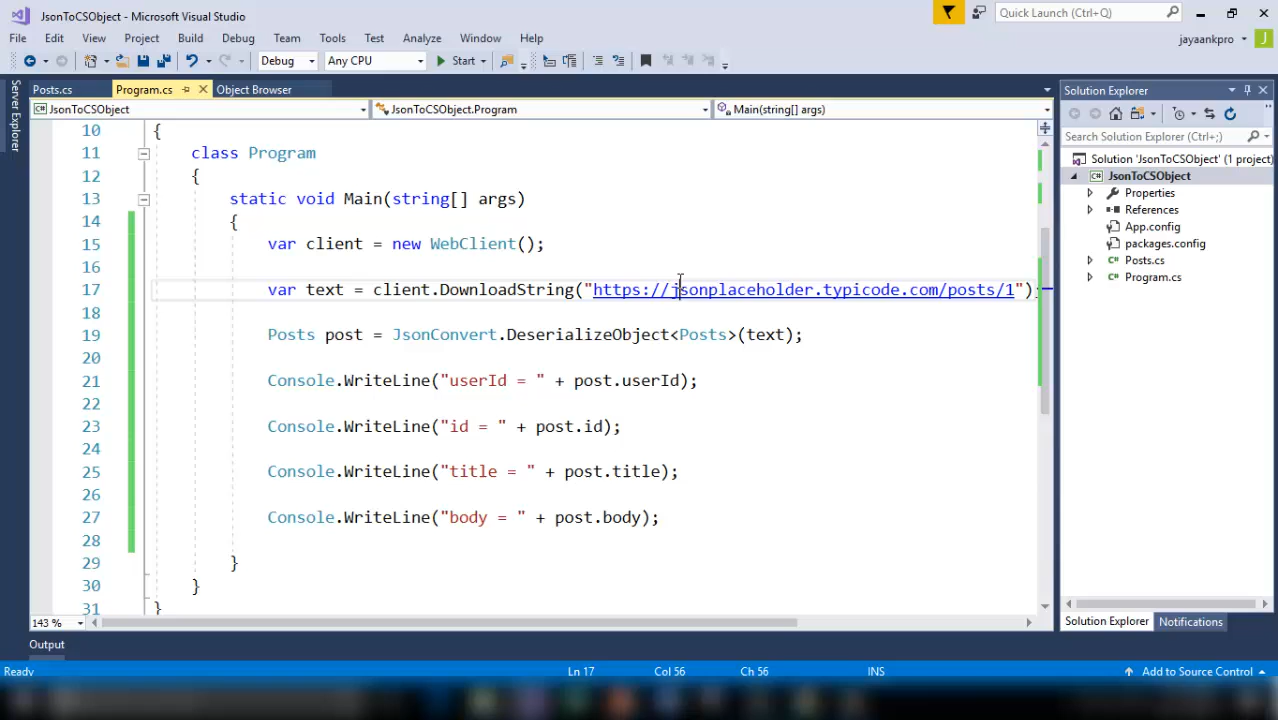 JsonToCSObject - Microsoft Visual Studio
Quick Launch (Ctrl+Q)
File Edit View Project Build Debug Team Tools Test Analyze Window Help
jayaankpro J
Debug Any CPU Start
Server Explorer
Posts.cs Program.cs Object Browser
JsonToCSObject JsonToCSObject.Program Main(string[] args)
10 {
11 class Program
12 {
13 static void Main(string[] args)
14 {
15 var client = new WebClient();
16
17 var text = client.DownloadString("https://jsonplaceholder.typicode.com/posts/1");
18
19 Posts post = JsonConvert.DeserializeObject<Posts>(text);
20
21 Console.WriteLine("userId = " + post.userId);
22
23 Console.WriteLine("id = " + post.id);
24
25 Console.WriteLine("title = " + post.title);
26
27 Console.WriteLine("body = " + post.body);
28
29 }
30 }
31 }
143 %
Solution Explorer
Search Solution Explorer (Ctrl+;)
Solution 'JsonToCSObject' (1 project)
C# JsonToCSObject
Properties
References
App.config
packages.config
C# Posts.cs
C# Program.cs
Solution Explorer Notifications
Output
Ready Ln 17 Col 56 Ch 56 INS Add to Source Control